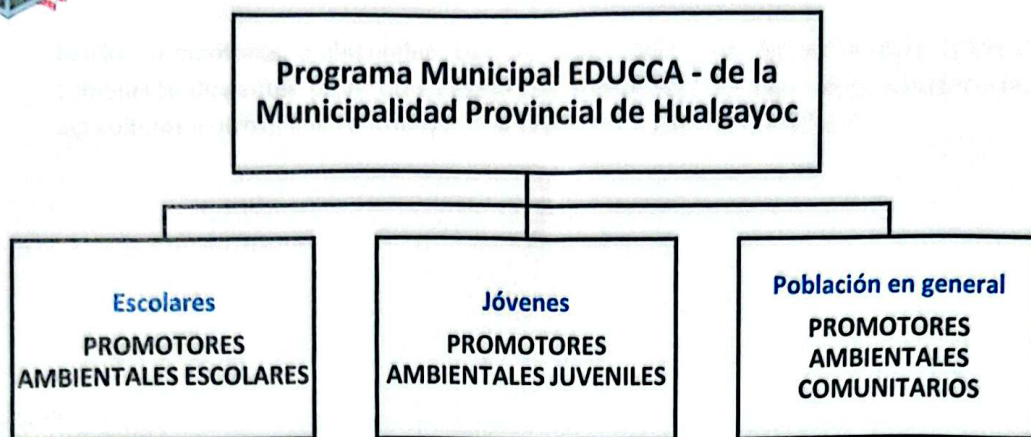 Programa Municipal EDUCCA - de la
Municipalidad Provincial de Hualgayoc
Escolares
PROMOTORES
AMBIENTALES ESCOLARES
Jóvenes
PROMOTORES
AMBIENTALES JUVENILES
Población en general
PROMOTORES
AMBIENTALES
COMUNITARIOS